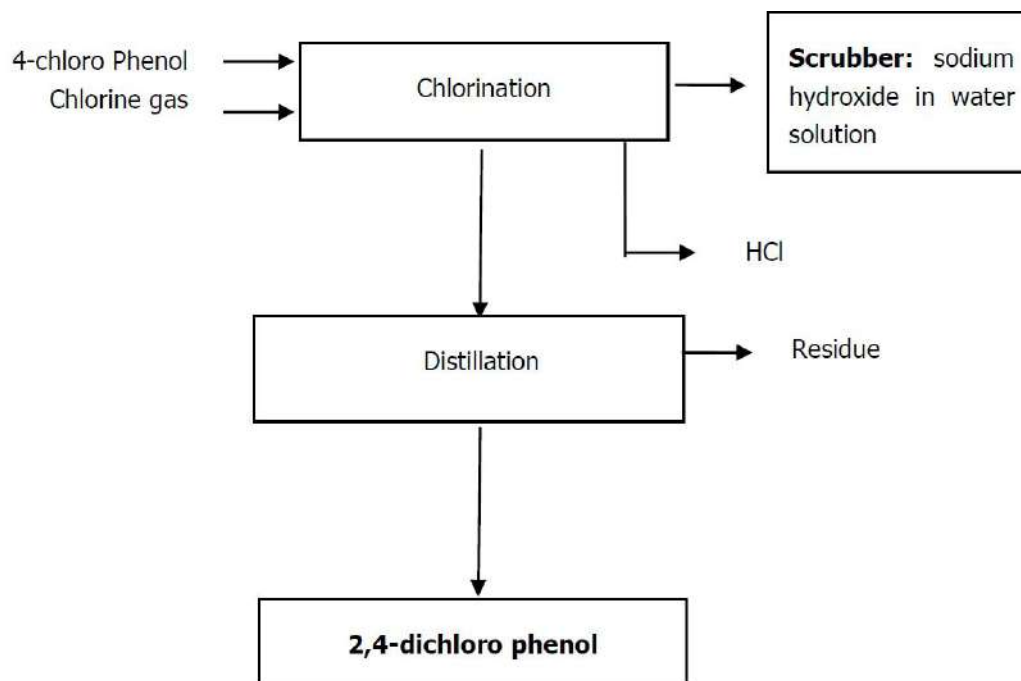 4-chloro Phenol
Chlorine gas
Chlorination
Scrubber: sodium
hydroxide in water
solution
HCl
Distillation
Residue
2,4-dichloro phenol